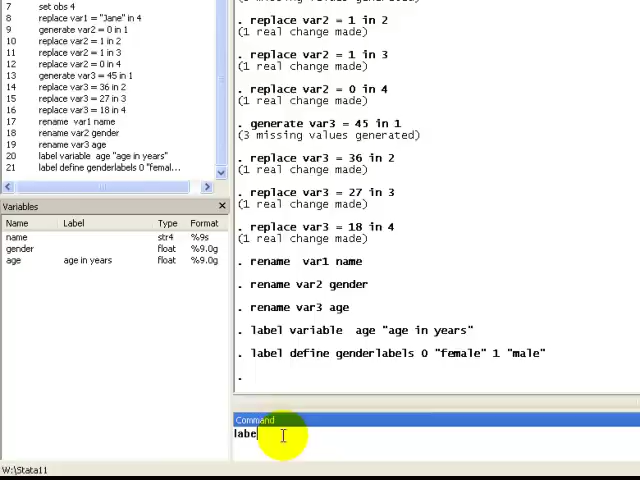 7 set obs 4
8 replace var1 = "Jane" in 4
9 generate var2 = 0 in 1
10 replace var2 = 1 in 2
11 replace var2 = 1 in 3
12 replace var2 = 0 in 4
13 generate var3 = 45 in 1
14 replace var3 = 36 in 2
15 replace var3 = 27 in 3
16 replace var3 = 18 in 4
17 rename var1 name
18 rename var2 gender
19 rename var3 age
20 label variable age "age in years"
21 label define genderlabels 0 "femal...
Variables
Name Label Type Format
name str4 %9s
gender float %9.0g
age age in years float %9.0g
. replace var2 = 1 in 2
(1 real change made)
. replace var2 = 1 in 3
(1 real change made)
. replace var2 = 0 in 4
(1 real change made)
. generate var3 = 45 in 1
(3 missing values generated)
. replace var3 = 36 in 2
(1 real change made)
. replace var3 = 27 in 3
(1 real change made)
. replace var3 = 18 in 4
(1 real change made)
. rename var1 name
. rename var2 gender
. rename var3 age
. label variable age "age in years"
. label define genderlabels 0 "female" 1 "male"
.
Command
labe
W:\Stata11